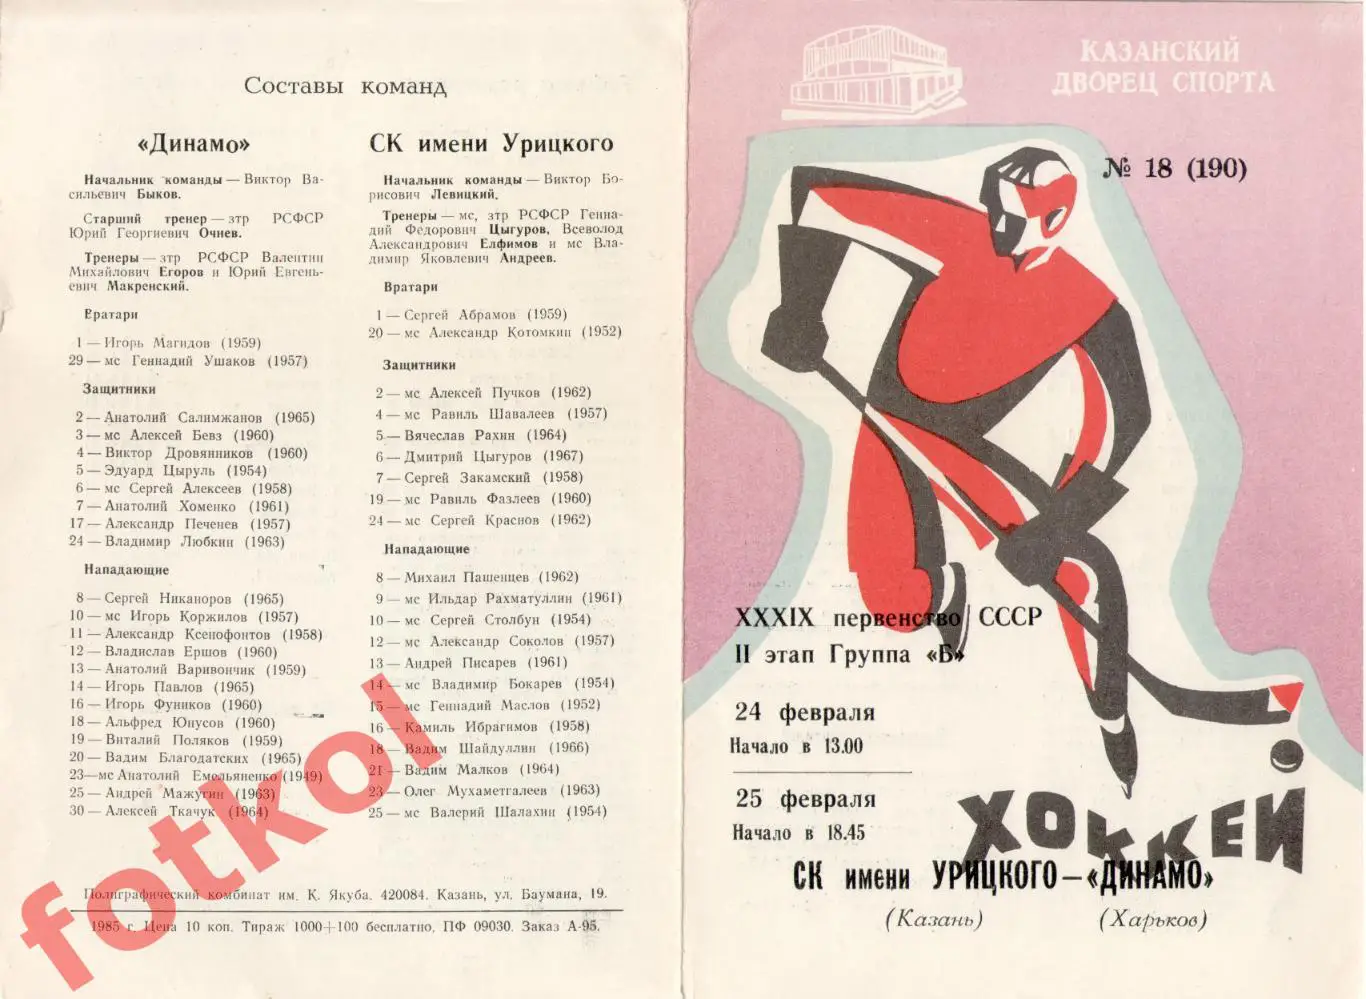 Составы команд
«Динамо»
Начальник команды — Виктор Ва-
сильевич Быков.
Старший тренер — зтр РСФСР
Юрий Георгиевич Очнев.
Тренеры — зтр РСФСР Валентин
Михайлович Егоров и Юрий Евгень-
евич Макренский.
Вратари
1 — Игорь Магидов (1959)
29 — мс Геннадий Ушаков (1957)
Защитники
2 — Анатолий Салимжанов (1965)
3 — мс Алексей Бевз (1960)
4 — Виктор Дровянников (1960)
5 — Эдуард Цыруль (1954)
6 — мс Сергей Алексеев (1958)
7 — Анатолий Хоменко (1961)
17 — Александр Печенев (1957)
24 — Владимир Любкин (1963)
Нападающие
8 — Сергей Никаноров (1965)
10 — мс Игорь Коржилов (1957)
11 — Александр Ксенофонтов (1958)
12 — Владислав Ершов (1960)
13 — Анатолий Варивончик (1959)
14 — Игорь Павлов (1965)
16 — Игорь Фуников (1960)
18 — Альфред Юнусов (1960)
19 — Виталий Поляков (1959)
20 — Вадим Благодатских (1965)
23—мс Анатолий Емельяненко (1949)
25 — Андрей Мажугин (1963)
30 — Алексей Ткачук (1964)
СК имени Урицкого
Начальник команды — Виктор Бо-
рисович Левицкий.
Тренеры — мс, зтр РСФСР Генна-
дий Федорович Цыгуров, Всеволод
Александрович Елфимов и мс Вла-
димир Яковлевич Андреев.
Вратари
1 — Сергей Абрамов (1959)
20 — мс Александр Котомкин (1952)
Защитники
2 — мс Алексей Пучков (1962)
4 — мс Равиль Шавалеев (1957)
5 — Вячеслав Рахин (1964)
6 — Дмитрий Цыгуров (1967)
7 — Сергей Закамский (1958)
19 — мс Равиль Фазлеев (1960)
24 — мс Сергей Краснов (1962)
Нападающие
8 — Михаил Пашенцев (1962)
9 — мс Ильдар Рахматуллин (1961)
10 — мс Сергей Столбун (1954)
12 — мс Александр Соколов (1957)
13 — Андрей Писарев (1961)
14 — мс Владимир Бокарев (1954)
15 — мс Геннадий Маслов (1952)
16 — Камиль Ибрагимов (1958)
18 — Вадим Шайдуллин (1966)
21 — Вадим Малков (1964)
23 — Олег Мухаметгалеев (1963)
25 — мс Валерий Шалахин (1954)
Полиграфический комбинат им. К. Якуба. 420084. Казань, ул. Баумана, 19.
1985 г. Цена 10 коп. Тираж 1000+100 бесплатно. ПФ 09030. Заказ А-95.
fotkol
КАЗАНСКИЙ
ДВОРЕЦ СПОРТА
№ 18 (190)
XXXIX первенство СССР
II этап Группа «Б»
24 февраля
Начало в 13.00
25 февраля
Начало в 18.45
ХОККЕЙ
СК имени УРИЦКОГО — «ДИНАМО»
(Казань) (Харьков)